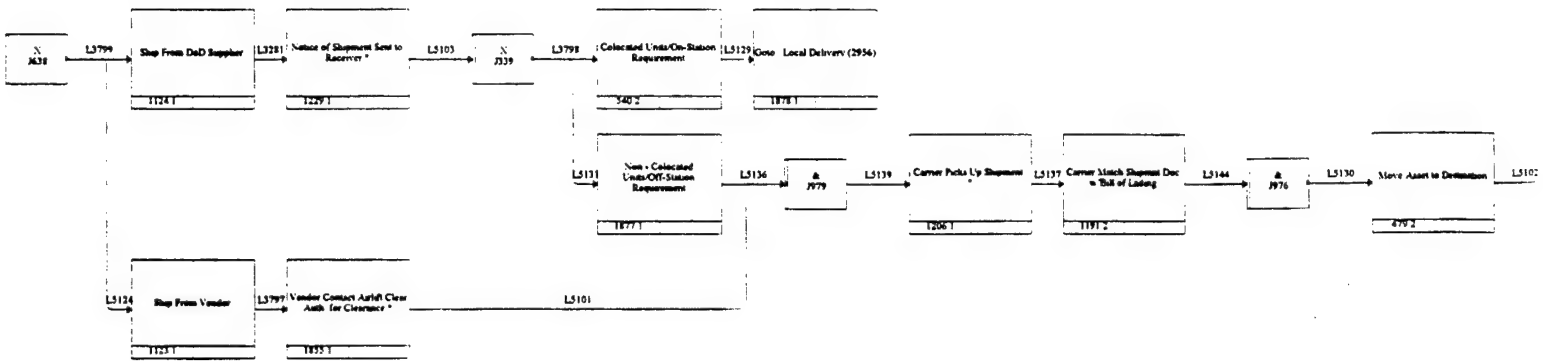 X
J638
L3799
Ship From DoD Supplier
1124.1
L3281
Notice of Shipment Sent to
Receiver *
1229.1
L5103
X
J339
L3798
Colocated Units/On-Station
Requirement
540.2
L5129
Goto Local Delivery (2956)
1878.1
L5131
Non - Colocated
Units/Off-Station
Requirement
1877.1
L5136
&
J979
L5139
Carrier Picks Up Shipment
*
1206.1
L5137
Carrier Match Shipment Doc
Bill of Lading
1191.2
L5144
&
J976
L5130
Move Asset to Destination
479.2
L5102
L5124
Ship From Vendor
1123.1
L3797
Vendor Contact Airlift Clear
Auth for Clearance *
1855.1
L5101